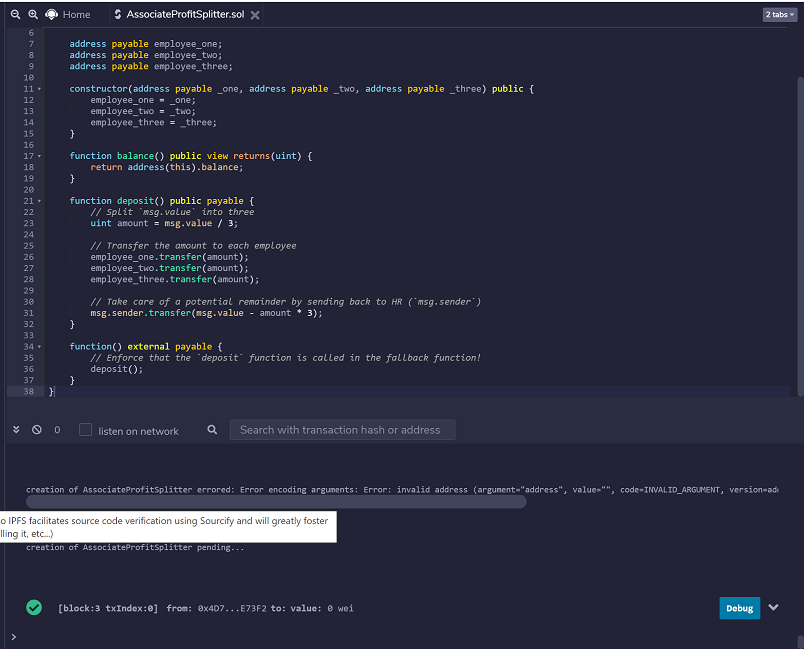 Home AssociateProfitSplitter.sol 2 tabs
6
7 address payable employee_one;
8 address payable employee_two;
9 address payable employee_three;
10
11 constructor(address payable _one, address payable _two, address payable _three) public {
12 employee_one = _one;
13 employee_two = _two;
14 employee_three = _three;
15 }
16
17 function balance() public view returns(uint) {
18 return address(this).balance;
19 }
20
21 function deposit() public payable {
22 // Split `msg.value` into three
23 uint amount = msg.value / 3;
24
25 // Transfer the amount to each employee
26 employee_one.transfer(amount);
27 employee_two.transfer(amount);
28 employee_three.transfer(amount);
29
30 // Take care of a potential remainder by sending back to HR (`msg.sender`)
31 msg.sender.transfer(msg.value - amount * 3);
32 }
33
34 function() external payable {
35 // Enforce that the `deposit` function is called in the fallback function!
36 deposit();
37 }
38 }
0 listen on network Search with transaction hash or address
creation of AssociateProfitSplitter errored: Error encoding arguments: Error: invalid address (argument="address", value="", code=INVALID_ARGUMENT, version=
o IPFS facilitates source code verification using Sourcify and will greatly foster
lling it, etc...)
creation of AssociateProfitSplitter pending...
[block:3 txIndex:0] from: 0x4D7...E73F2 to: value: 0 wei Debug
>